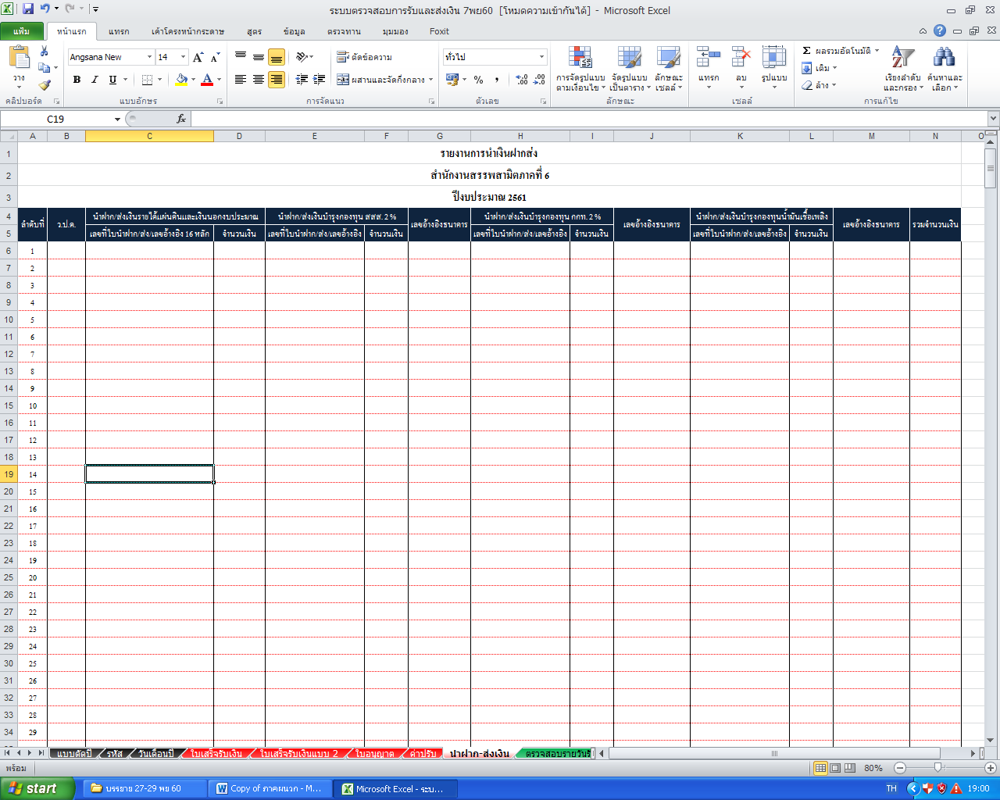 ระบบตรวจสอบการรับและส่งเงิน 7พย60 [โหมดความเข้ากันได้] - Microsoft Excel
แฟ้ม หน้าแรก แทรก เค้าโครงหน้ากระดาษ สูตร ข้อมูล ตรวจทาน มุมมอง Foxit
วาง
คลิปบอร์ด
Angsana New 14
B I U
แบบอักษร
ตัดข้อความ
ผสานและจัดกึ่งกลาง
การจัดแนว
ทั่วไป
ตัวเลข
การจัดรูปแบบตามเงื่อนไข จัดรูปแบบเป็นตาราง ลักษณะเซลล์
ลักษณะ
แทรก ลบ รูปแบบ
เซลล์
Σ ผลรวมอัตโนมัติ
เติม
ล้าง
เรียงลำดับและกรอง ค้นหาและเลือก
การแก้ไข
C19 fx
A B C D E F G H I J K L M N O
1 รายงานการนำเงินฝากส่ง
2 สำนักงานสรรพสามิตภาคที่ 6
3 ปีงบประมาณ 2561
4 ลำดับที่ ว.ป.ด. นำฝาก/ส่งเงินรายได้แผ่นดินและเงินนอกงบประมาณ นำฝาก/ส่งเงินบำรุงกองทุน สสส. 2 % เลขอ้างอิงธนาคาร นำฝาก/ส่งเงินบำรุงกองทุน กกท. 2 % เลขอ้างอิงธนาคาร นำฝาก/ส่งเงินบำรุงกองทุนน้ำมันเชื้อเพลิง เลขอ้างอิงธนาคาร รวมจำนวนเงิน
5 เลขที่ใบนำฝาก/ส่ง/เลขอ้างอิง 16 หลัก จำนวนเงิน เลขที่ใบนำฝาก/ส่ง/เลขอ้างอิง จำนวนเงิน เลขที่ใบนำฝาก/ส่ง/เลขอ้างอิง จำนวนเงิน เลขที่ใบนำฝาก/ส่ง/เลขอ้างอิง จำนวนเงิน
6 1
7 2
8 3
9 4
10 5
11 6
12 7
13 8
14 9
15 10
16 11
17 12
18 13
19 14
20 15
21 16
22 17
23 18
24 19
25 20
26 21
27 22
28 23
29 24
30 25
31 26
32 27
33 28
34 29
แบบตัดปี รหัส วันเดือนปี ใบเสร็จรับเงิน ใบเสร็จรับเงินแบบ 2 ใบอนุญาต ค่าปรับ นำฝาก-ส่งเงิน ตรวจสอบรายวันรั
พร้อม 80%
start บรรยาย 27-29 พย 60 Copy of ภาคผนวก - M... Microsoft Excel - ระบ... TH 19:00